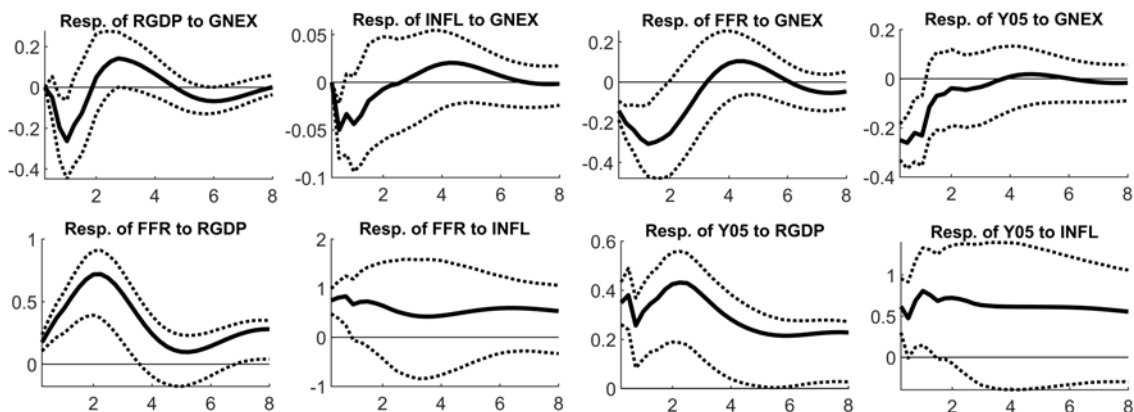 Resp. of RGDP to GNEX
0.2
0
-0.2
-0.4
2 4 6 8
Resp. of INFL to GNEX
0.05
0
-0.05
-0.1
2 4 6 8
Resp. of FFR to GNEX
0.2
0
-0.2
-0.4
2 4 6 8
Resp. of Y05 to GNEX
0.2
0
-0.2
-0.4
2 4 6 8
Resp. of FFR to RGDP
1
0.5
0
2 4 6 8
Resp. of FFR to INFL
2
1
0
-1
2 4 6 8
Resp. of Y05 to RGDP
0.6
0.4
0.2
0
2 4 6 8
Resp. of Y05 to INFL
1
0.5
0
2 4 6 8